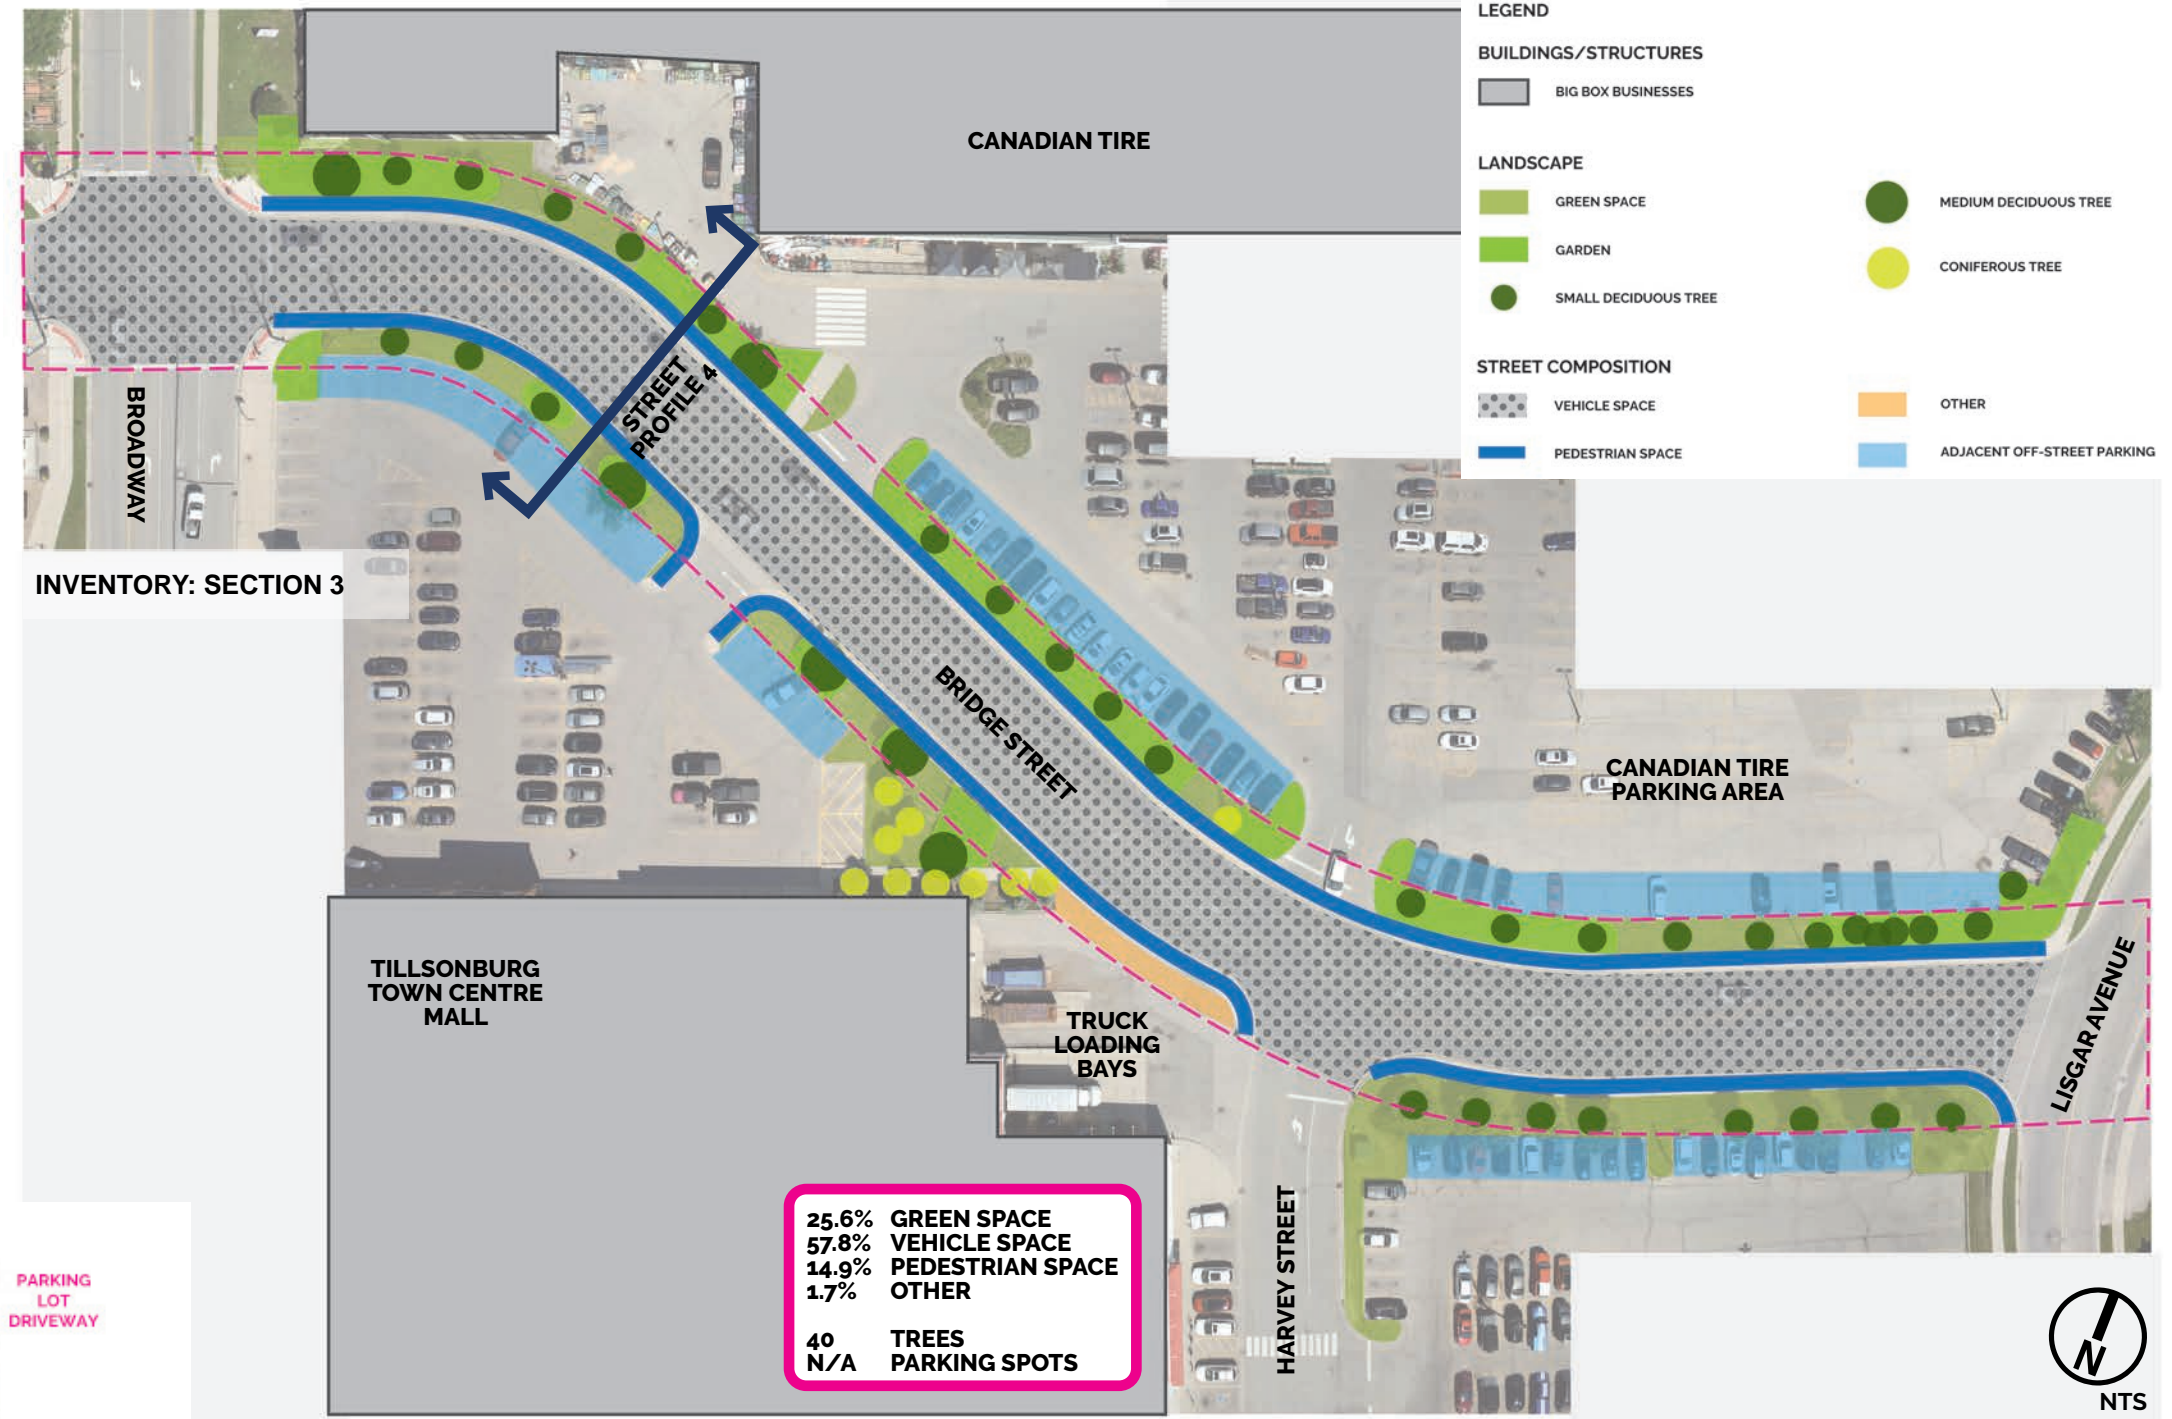 LEGEND
BUILDINGS/STRUCTURES
BIG BOX BUSINESSES
LANDSCAPE
GREEN SPACE
GARDEN
SMALL DECIDUOUS TREE
MEDIUM DECIDUOUS TREE
CONIFEROUS TREE
STREET COMPOSITION
VEHICLE SPACE
PEDESTRIAN SPACE
OTHER
ADJACENT OFF-STREET PARKING
CANADIAN TIRE
STREET
PROFILE 4
BROADWAY
INVENTORY: SECTION 3
BRIDGE STREET
CANADIAN TIRE
PARKING AREA
TILLSONBURG
TOWN CENTRE
MALL
TRUCK
LOADING
BAYS
LISGAR AVENUE
HARVEY STREET
25.6% GREEN SPACE
57.8% VEHICLE SPACE
14.9% PEDESTRIAN SPACE
1.7% OTHER
40 TREES
N/A PARKING SPOTS
PARKING
LOT
DRIVEWAY
N
NTS